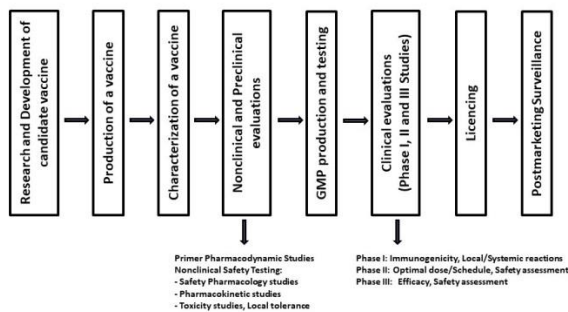 Research and Development of
candidate vaccine
Production of a vaccine
Characterization of a vaccine
Nonclinical and Preclinical
evaluations
GMP production and testing
Clinical evaluations
(Phase I, II and III Studies)
Licencing
Postmarketing Surveillance
Primer Pharmacodynamic Studies
Nonclinical Safety Testing:
- Safety Pharmacology studies
- Pharmacokinetic studies
- Toxicity studies, Local tolerance
Phase I: Immunogenicity, Local/Systemic reactions
Phase II: Optimal dose/Schedule, Safety assessment
Phase III: Efficacy, Safety assessment